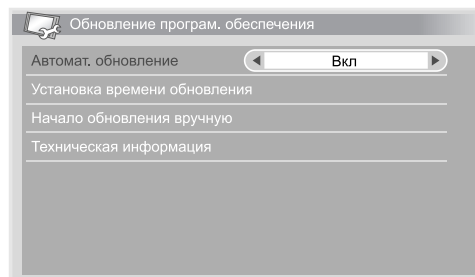 Обновление програм. обеспечения
Автомат. обновление Вкл
Установка времени обновления
Начало обновления вручную
Техническая информация